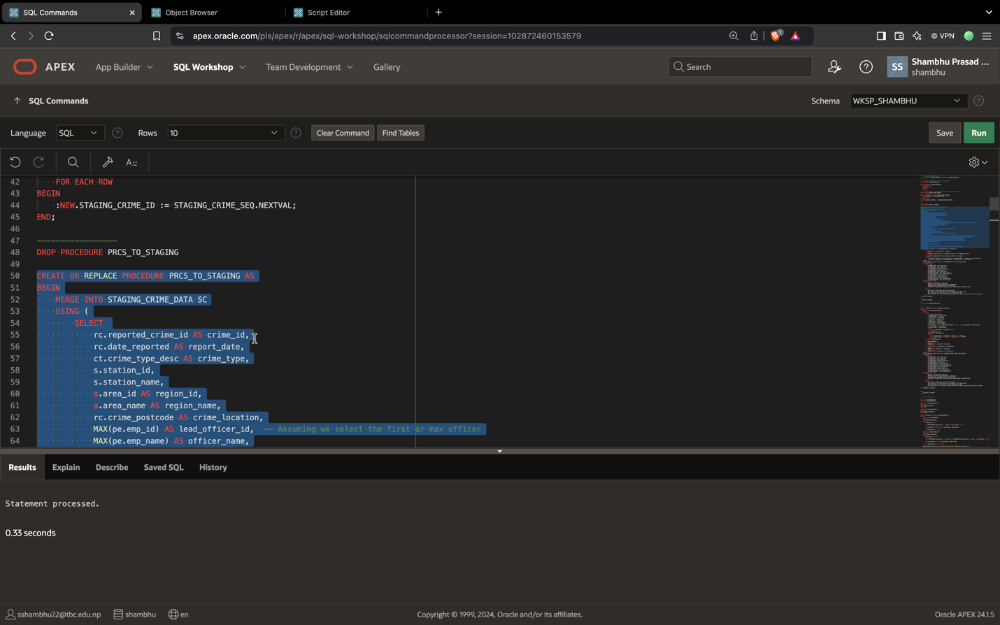 SQL Commands
Object Browser
Script Editor
apex.oracle.com/pls/apex/r/apex/sql-workshop/sqlcommandprocessor?session=102872460153579
1
VPN
APEX
App Builder
SQL Workshop
Team Development
Gallery
Search
SS
Shambhu Prasad ...
shambhu
SQL Commands
Schema
WKSP_SHAMBHU
Language
SQL
Rows
10
Clear Command
Find Tables
Save
Run
42 FOR EACH ROW
43 BEGIN
44 :NEW.STAGING_CRIME_ID := STAGING_CRIME_SEQ.NEXTVAL;
45 END;
46
47 -----------------
48 DROP PROCEDURE PRCS_TO_STAGING
49
50 CREATE OR REPLACE PROCEDURE PRCS_TO_STAGING AS
51 BEGIN
52 MERGE INTO STAGING_CRIME_DATA SC
53 USING (
54 SELECT
55 rc.reported_crime_id AS crime_id,
56 rc.date_reported AS report_date,
57 ct.crime_type_desc AS crime_type,
58 s.station_id,
59 s.station_name,
60 a.area_id AS region_id,
61 a.area_name AS region_name,
62 rc.crime_postcode AS crime_location,
63 MAX(pe.emp_id) AS lead_officer_id, -- Assuming we select the first or max officer
64 MAX(pe.emp_name) AS officer_name,
Results
Explain
Describe
Saved SQL
History
Statement processed.
0.33 seconds
sshambhu22@tbc.edu.np
shambhu
en
Copyright © 1999, 2024, Oracle and/or its affiliates.
Oracle APEX 24.1.5